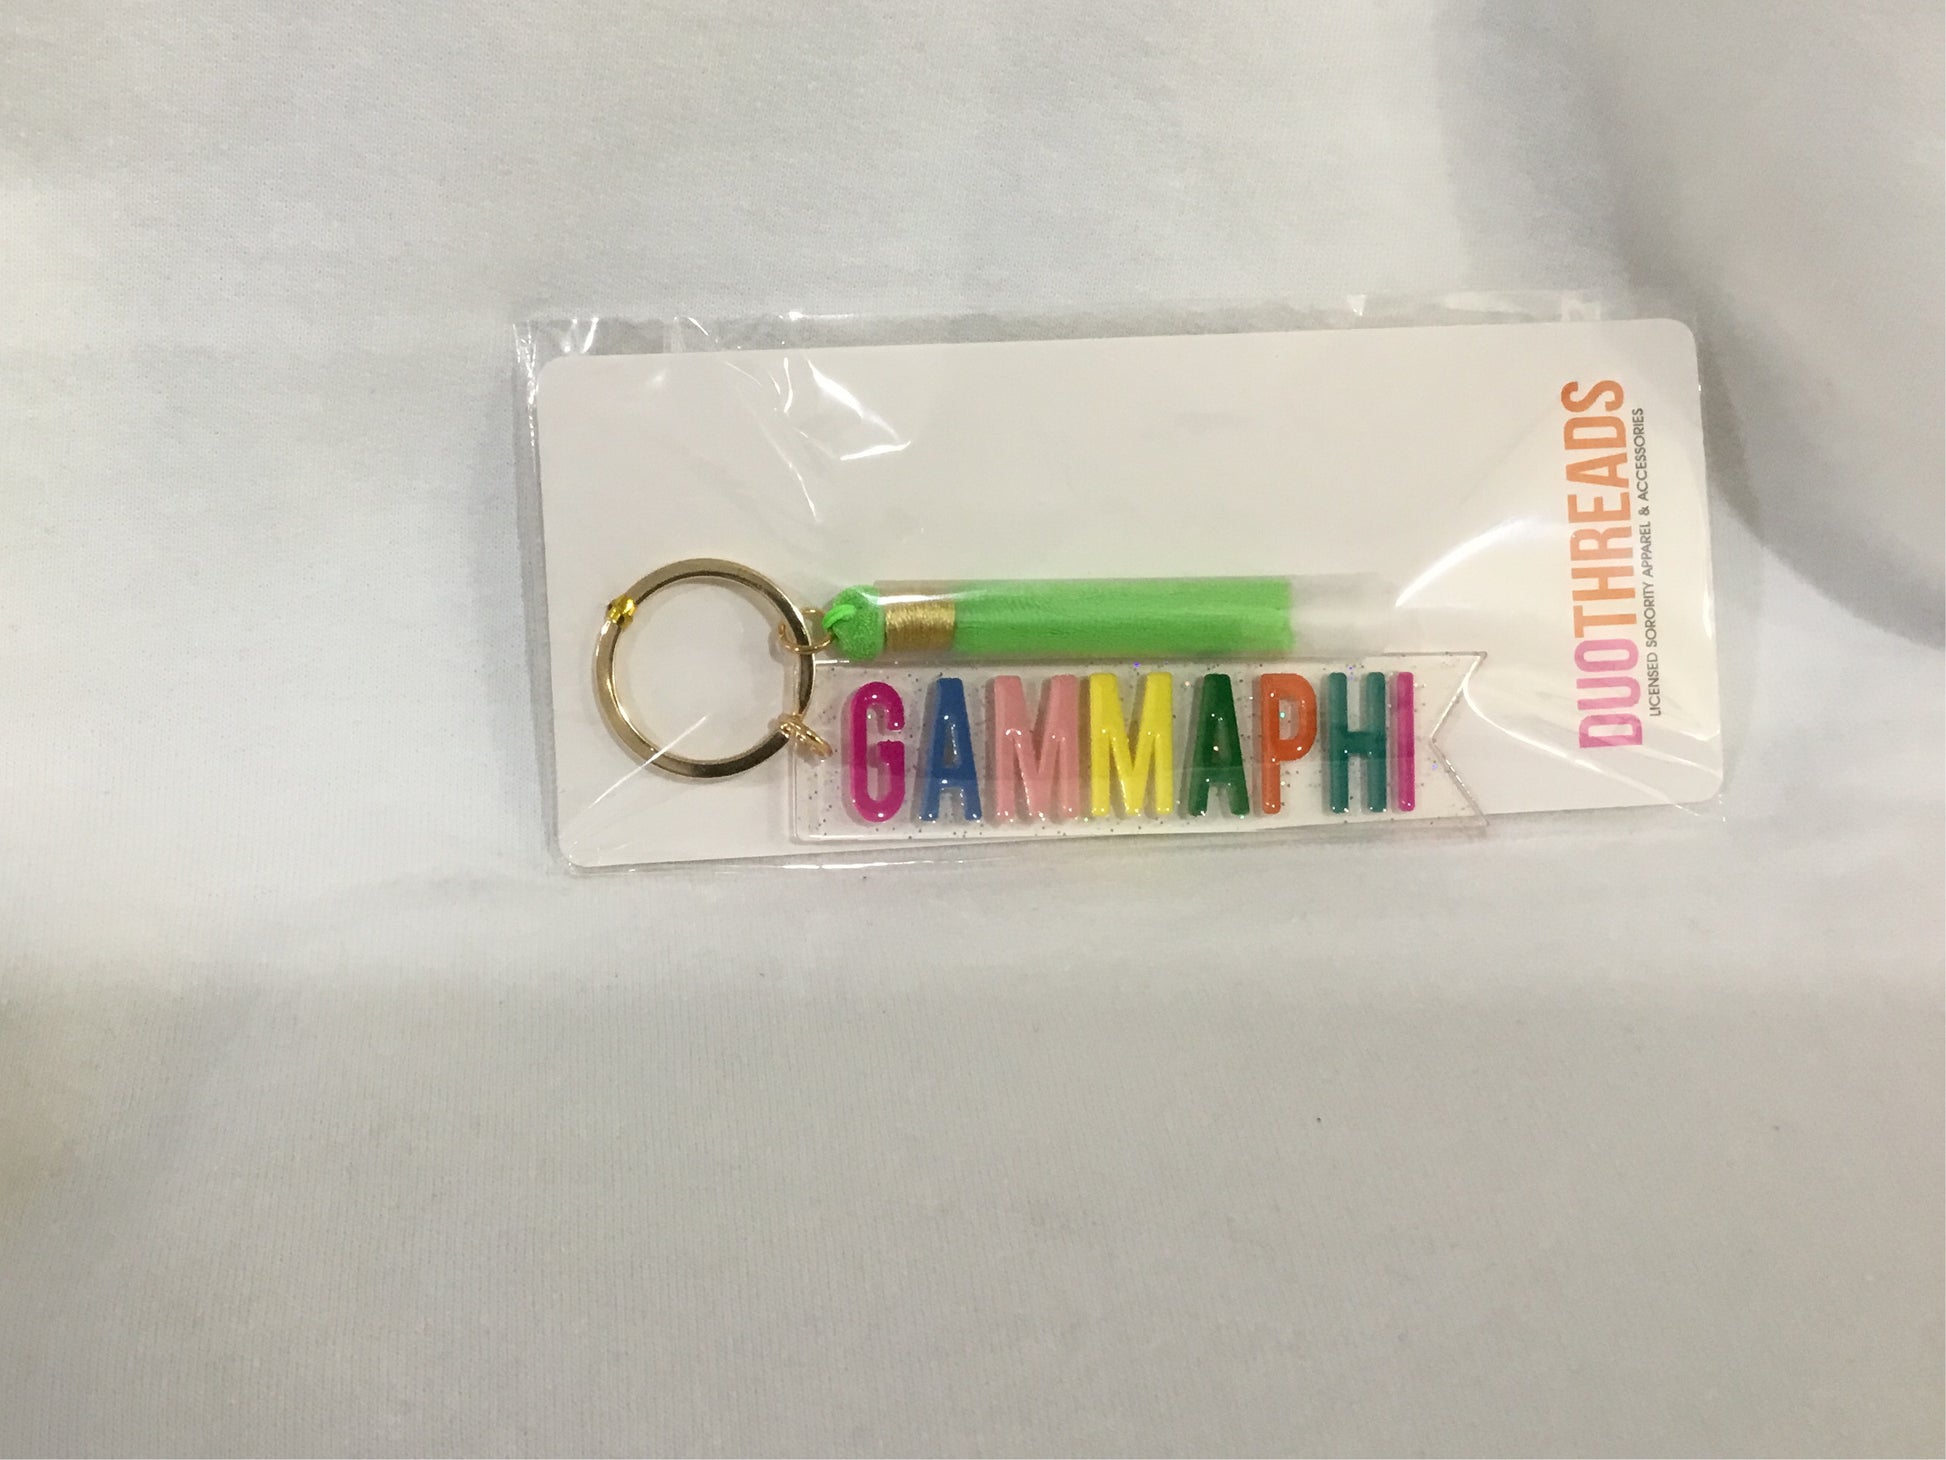 GAMMAPHI
DUOTHREADS
LICENSED SORORITY APPAREL & ACCESSORIES